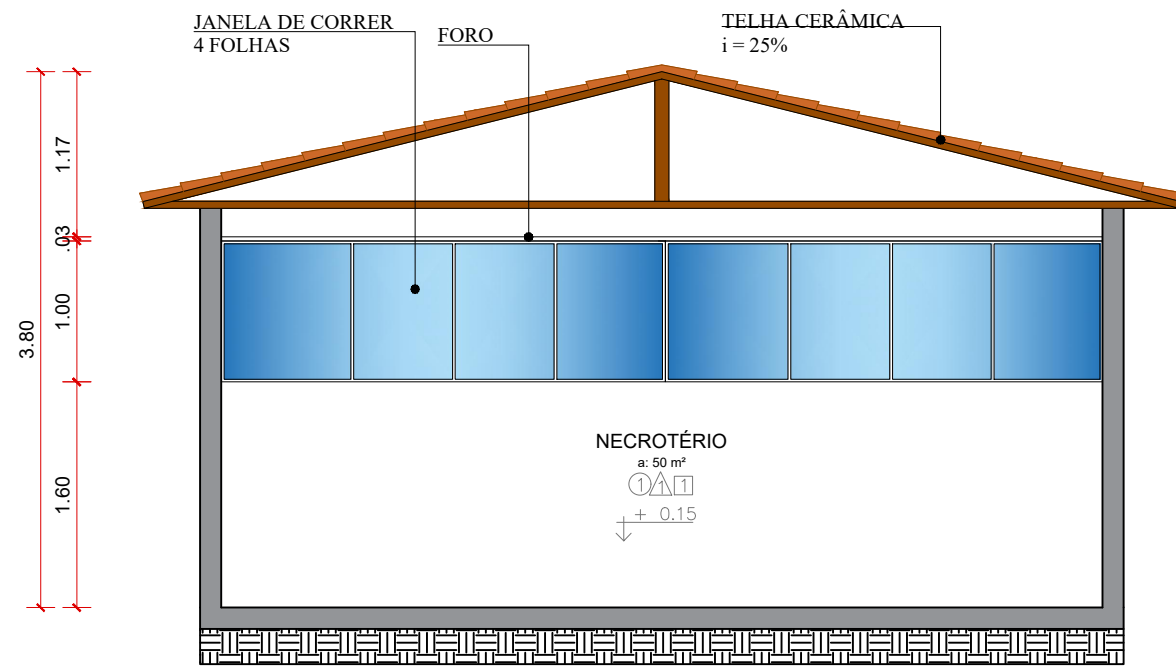 JANELA DE CORRER
4 FOLHAS
FORO
TELHA CERÂMICA
i = 25%
1.17
.03
1.00
3.80
1.60
NECROTÉRIO
a: 50 m²
1 1 1
+ 0.15